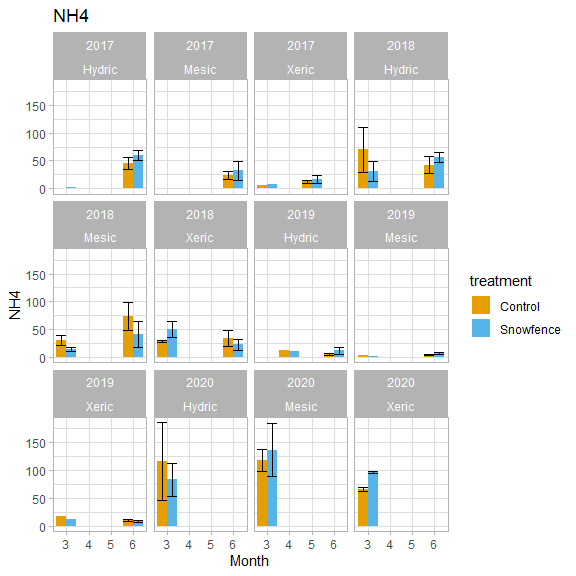 NH4
2017 2017 2017 2018
Hydric Mesic Xeric Hydric
150
100
50
0
2018 2018 2019 2019
Mesic Xeric Hydric Mesic
150
100
50
0
2019 2020 2020 2020
Xeric Hydric Mesic Xeric
150
100
50
0
3 4 5 6 3 4 5 6 3 4 5 6 3 4 5 6
Month
NH4
treatment
Control
Snowfence